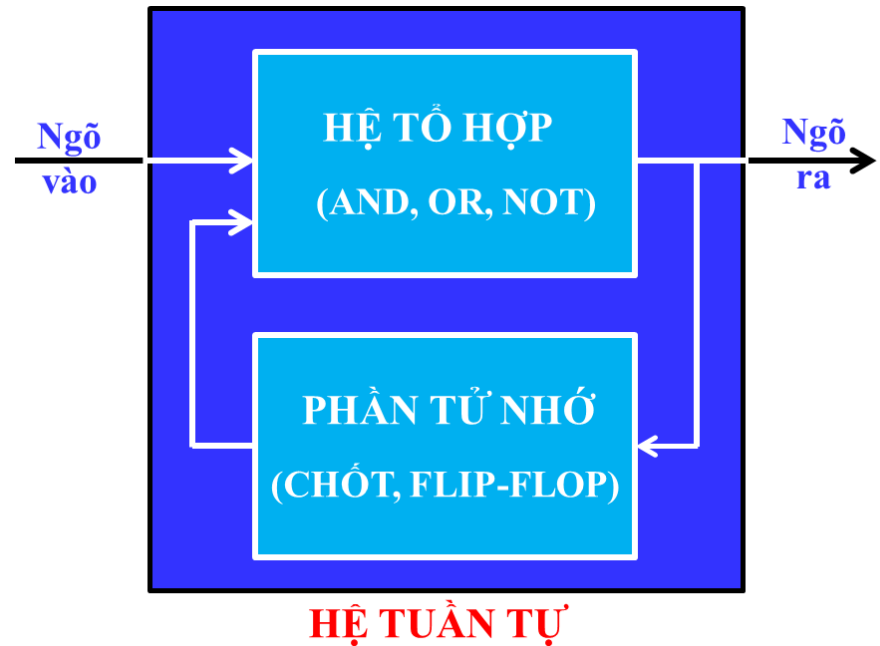 Ngõ
vào
HỆ TỔ HỢP
(AND, OR, NOT)
Ngõ
ra
PHẦN TỬ NHỚ
(CHỐT, FLIP-FLOP)
HỆ TUẦN TỰ